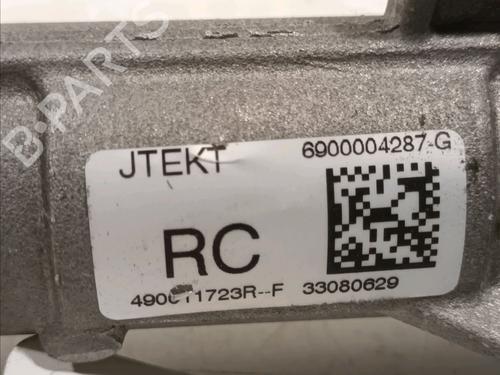 B-PARTS
JTEKT 6900004287-G
RC
490011723R--F 33080629